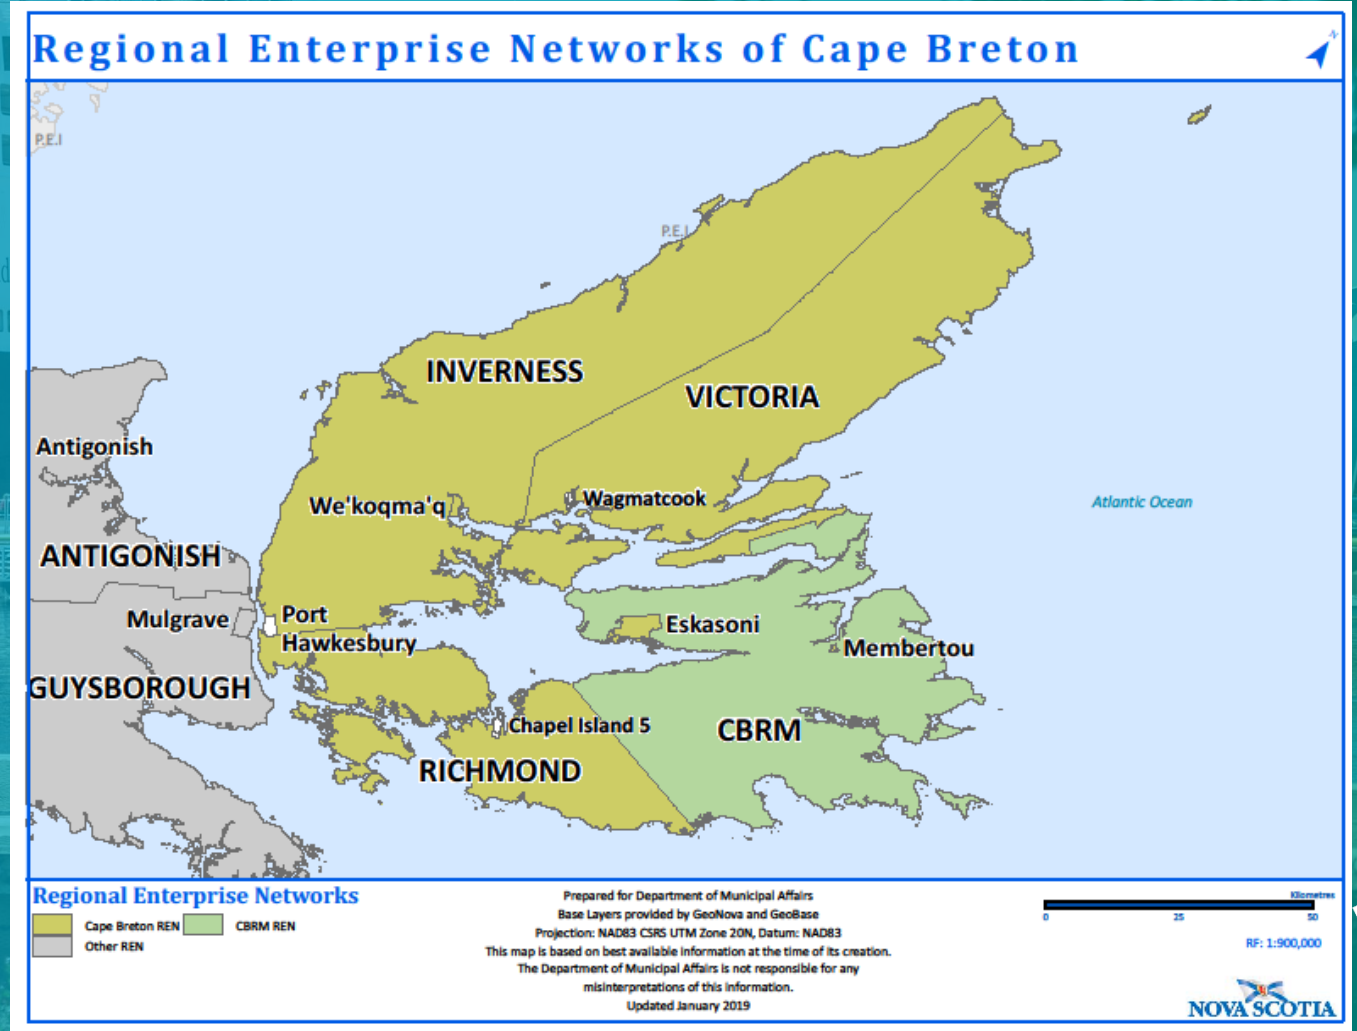 Regional Enterprise Networks of Cape Breton
N
P.E.I
P.E.I.
INVERNESS
VICTORIA
Antigonish
We'koqma'q
Wagmatcook
Atlantic Ocean
ANTIGONISH
Mulgrave
Port
Hawkesbury
Eskasoni
Membertou
GUYSBOROUGH
Chapel Island 5
CBRM
RICHMOND
Regional Enterprise Networks
Cape Breton REN
CBRM REN
Other REN
Prepared for Department of Municipal Affairs
Base Layers provided by GeoNova and GeoBase
Projection: NAD83 CSRS UTM Zone 20N, Datum: NAD83
This map is based on best available information at the time of its creation.
The Department of Municipal Affairs is not responsible for any
misinterpretations of this information.
Updated January 2019
Kilometres
0 25 50
RF: 1:900,000
NOVA SCOTIA